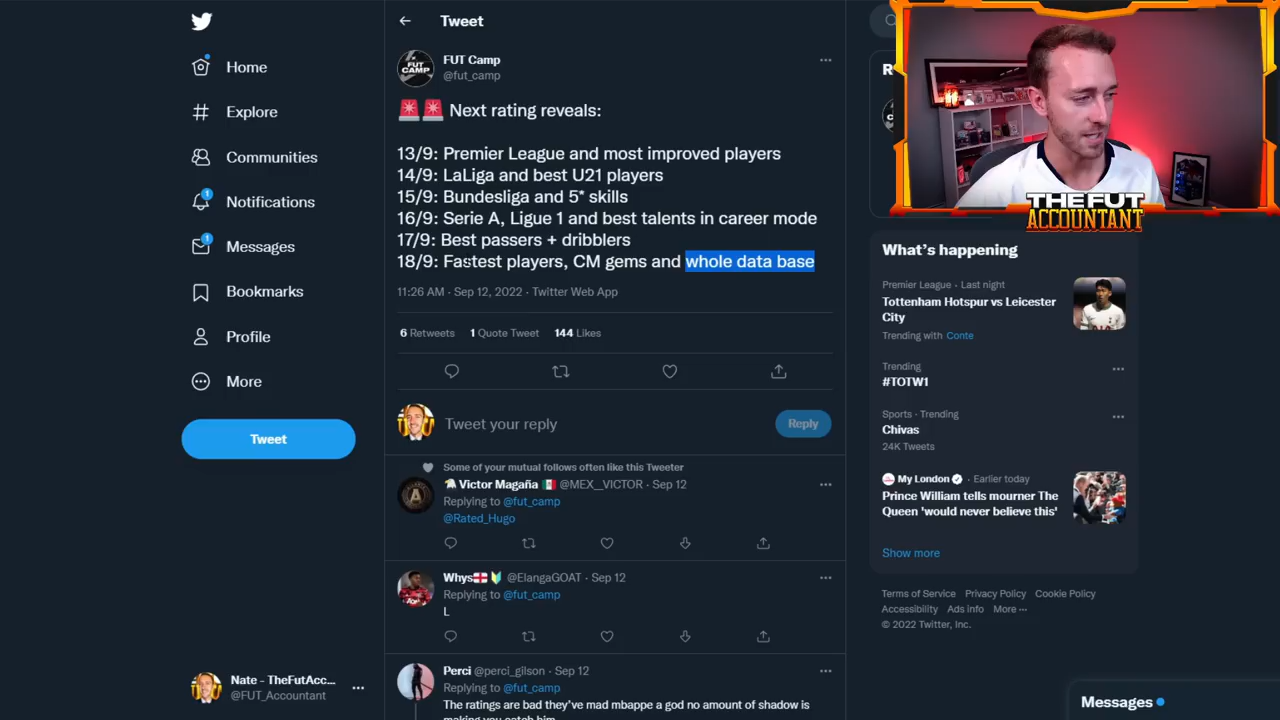 Tweet
Home
Explore
Communities
Notifications
1
Messages
1
Bookmarks
Profile
More
Tweet
FUT CAMP
FUT Camp
@fut_camp
🚨🚨 Next rating reveals:
13/9: Premier League and most improved players
14/9: LaLiga and best U21 players
15/9: Bundesliga and 5* skills
16/9: Serie A, Ligue 1 and best talents in career mode
17/9: Best passers + dribblers
18/9: Fastest players, CM gems and whole data base
11:26 AM · Sep 12, 2022 · Twitter Web App
6 Retweets 1 Quote Tweet 144 Likes
Tweet your reply
Reply
Some of your mutual follows often like this Tweeter
Victor Magaña 🇲🇽 @MEX__VICTOR · Sep 12
Replying to @fut_camp
@Rated_Hugo
Whys🏴󠁧󠁢󠁥󠁮󠁧󠁿🔰 @ElangaGOAT · Sep 12
Replying to @fut_camp
L
Perci @perci_gilson · Sep 12
Replying to @fut_camp
The ratings are bad they've mad mbappe a god no amount of shadow is
making you catch him
Nate - TheFutAcc...
@FUT_Accountant
R
THE FUT
ACCOUNTANT
What's happening
Premier League · Last night
Tottenham Hotspur vs Leicester
City
Trending with Conte
Trending
#TOTW1
Sports · Trending
Chivas
24K Tweets
My London · Earlier today
Prince William tells mourner The
Queen 'would never believe this'
Show more
Terms of Service Privacy Policy Cookie Policy
Accessibility Ads info More ···
© 2022 Twitter, Inc.
Messages